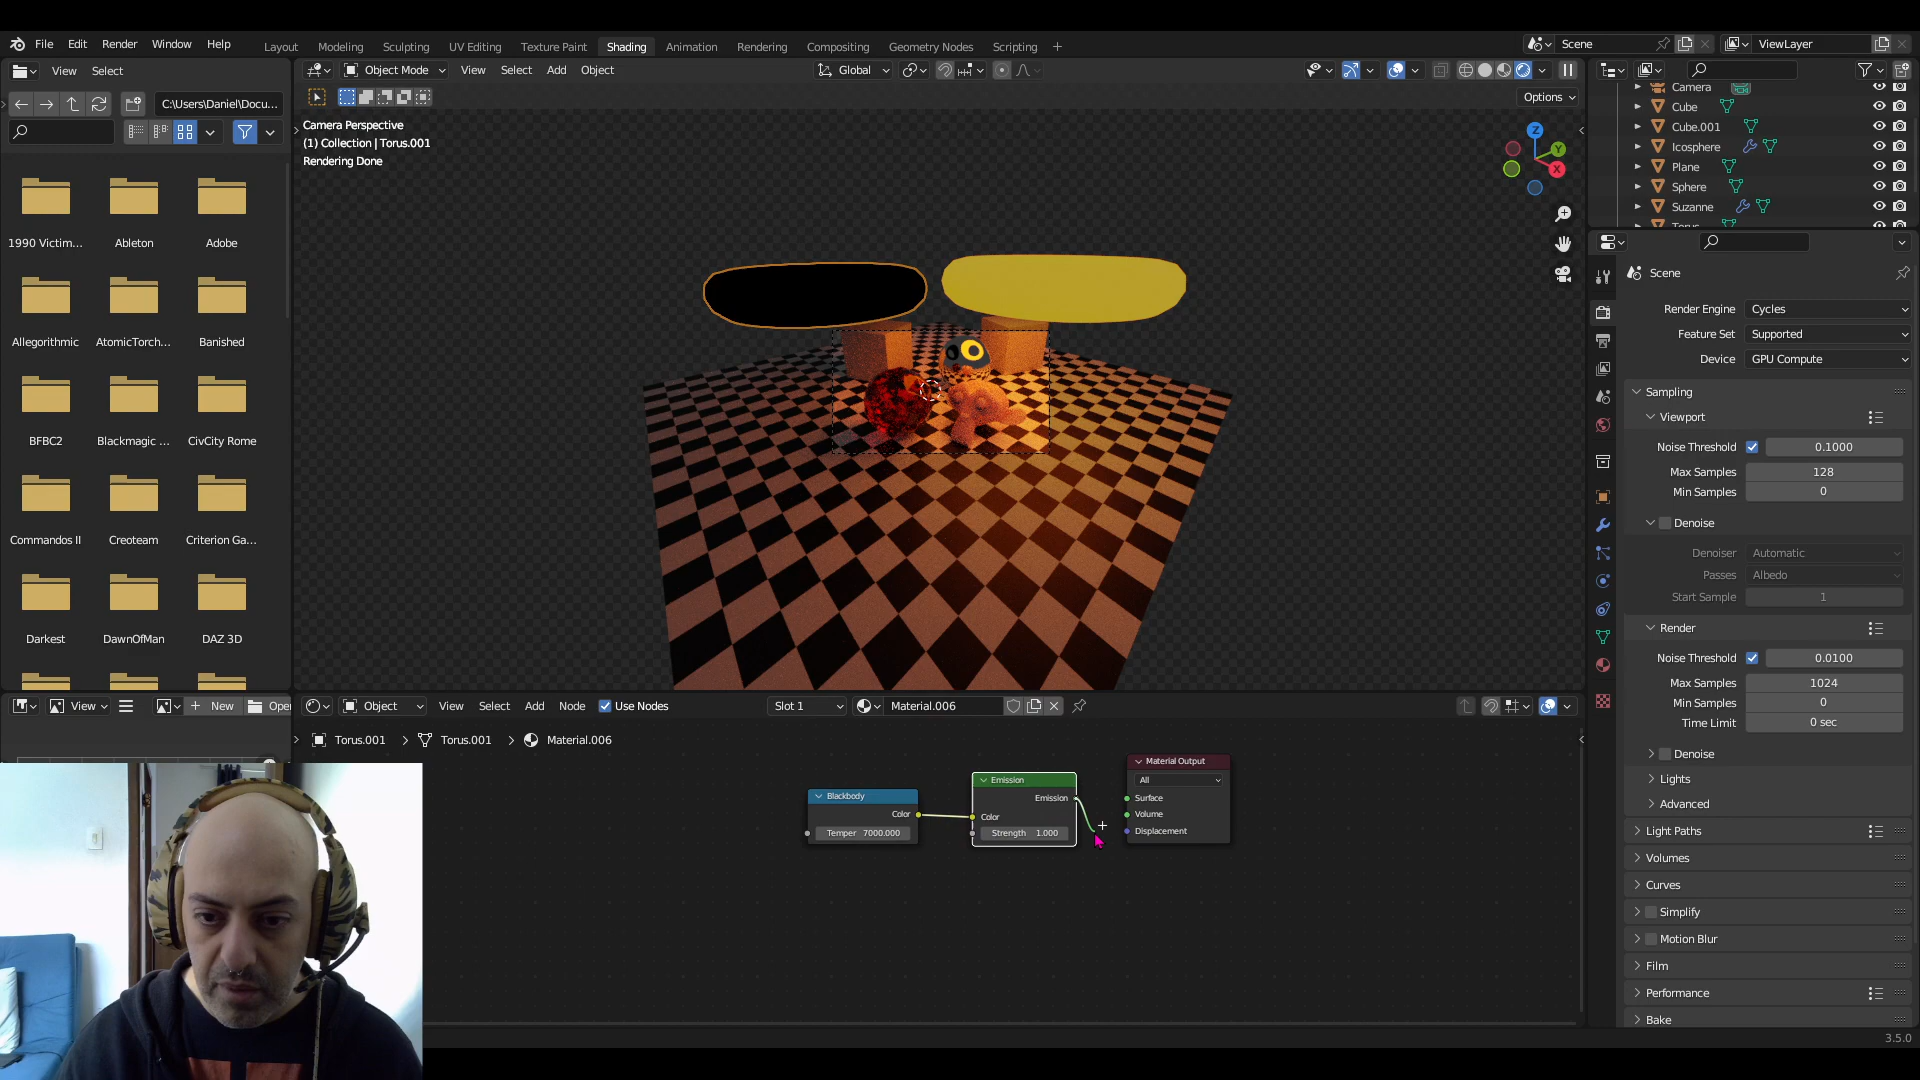 File Edit Render Window Help
Layout Modeling Sculpting UV Editing Texture Paint Shading Animation Rendering Compositing Geometry Nodes Scripting +
Scene
ViewLayer
View Select
Object Mode View Select Add Object
Global
C:\Users\Daniel\Docu...
Options
Camera Perspective
(1) Collection | Torus.001
Rendering Done
Z
Y
X
1990 Victim... Ableton Adobe
Allegorithmic AtomicTorch... Banished
BFBC2 Blackmagic ... CivCity Rome
Commandos II Creoteam Criterion Ga...
Darkest DawnOfMan DAZ 3D
Camera
Cube
Cube.001
Icosphere
Plane
Sphere
Suzanne
Torus
Scene
Render Engine Cycles
Feature Set Supported
Device GPU Compute
Sampling
Viewport
Noise Threshold 0.1000
Max Samples 128
Min Samples 0
Denoise
Denoiser Automatic
Passes Albedo
Start Sample 1
Render
Noise Threshold 0.0100
Max Samples 1024
Min Samples 0
Time Limit 0 sec
Denoise
Lights
Advanced
Light Paths
Volumes
Curves
Simplify
Motion Blur
Film
Performance
Bake
View New Open
Object View Select Add Node Use Nodes Slot 1 Material.006
Torus.001 > Torus.001 > Material.006
Blackbody
Color
Temper 7000.000
Emission
Emission
Color
Strength 1.000
Material Output
All
Surface
Volume
Displacement
3.5.0